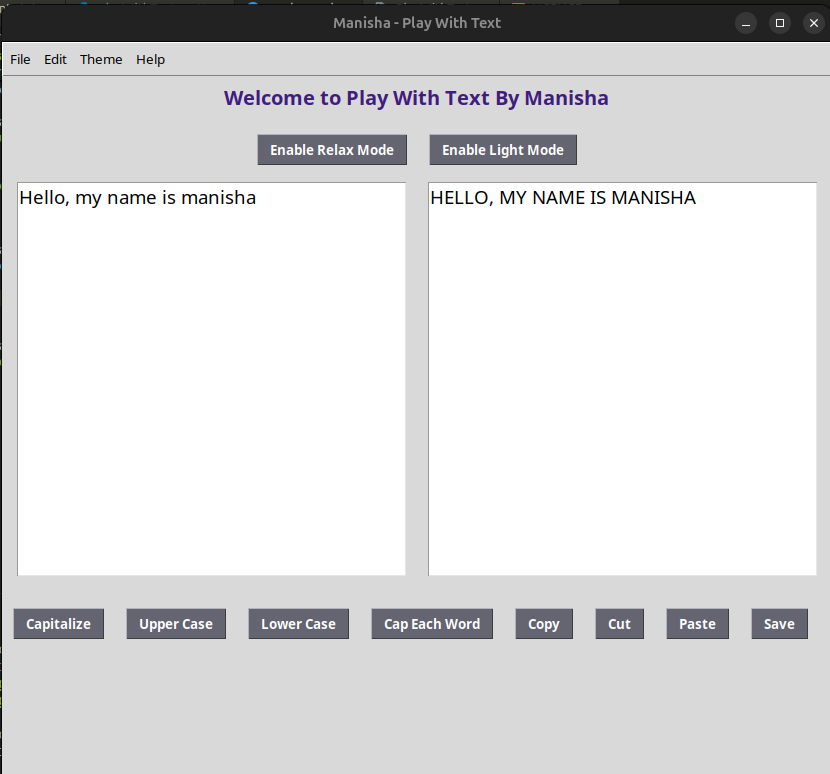 Manisha - Play With Text
File Edit Theme Help
Welcome to Play With Text By Manisha
Enable Relax Mode Enable Light Mode
Hello, my name is manisha HELLO, MY NAME IS MANISHA
Capitalize Upper Case Lower Case Cap Each Word Copy Cut Paste Save